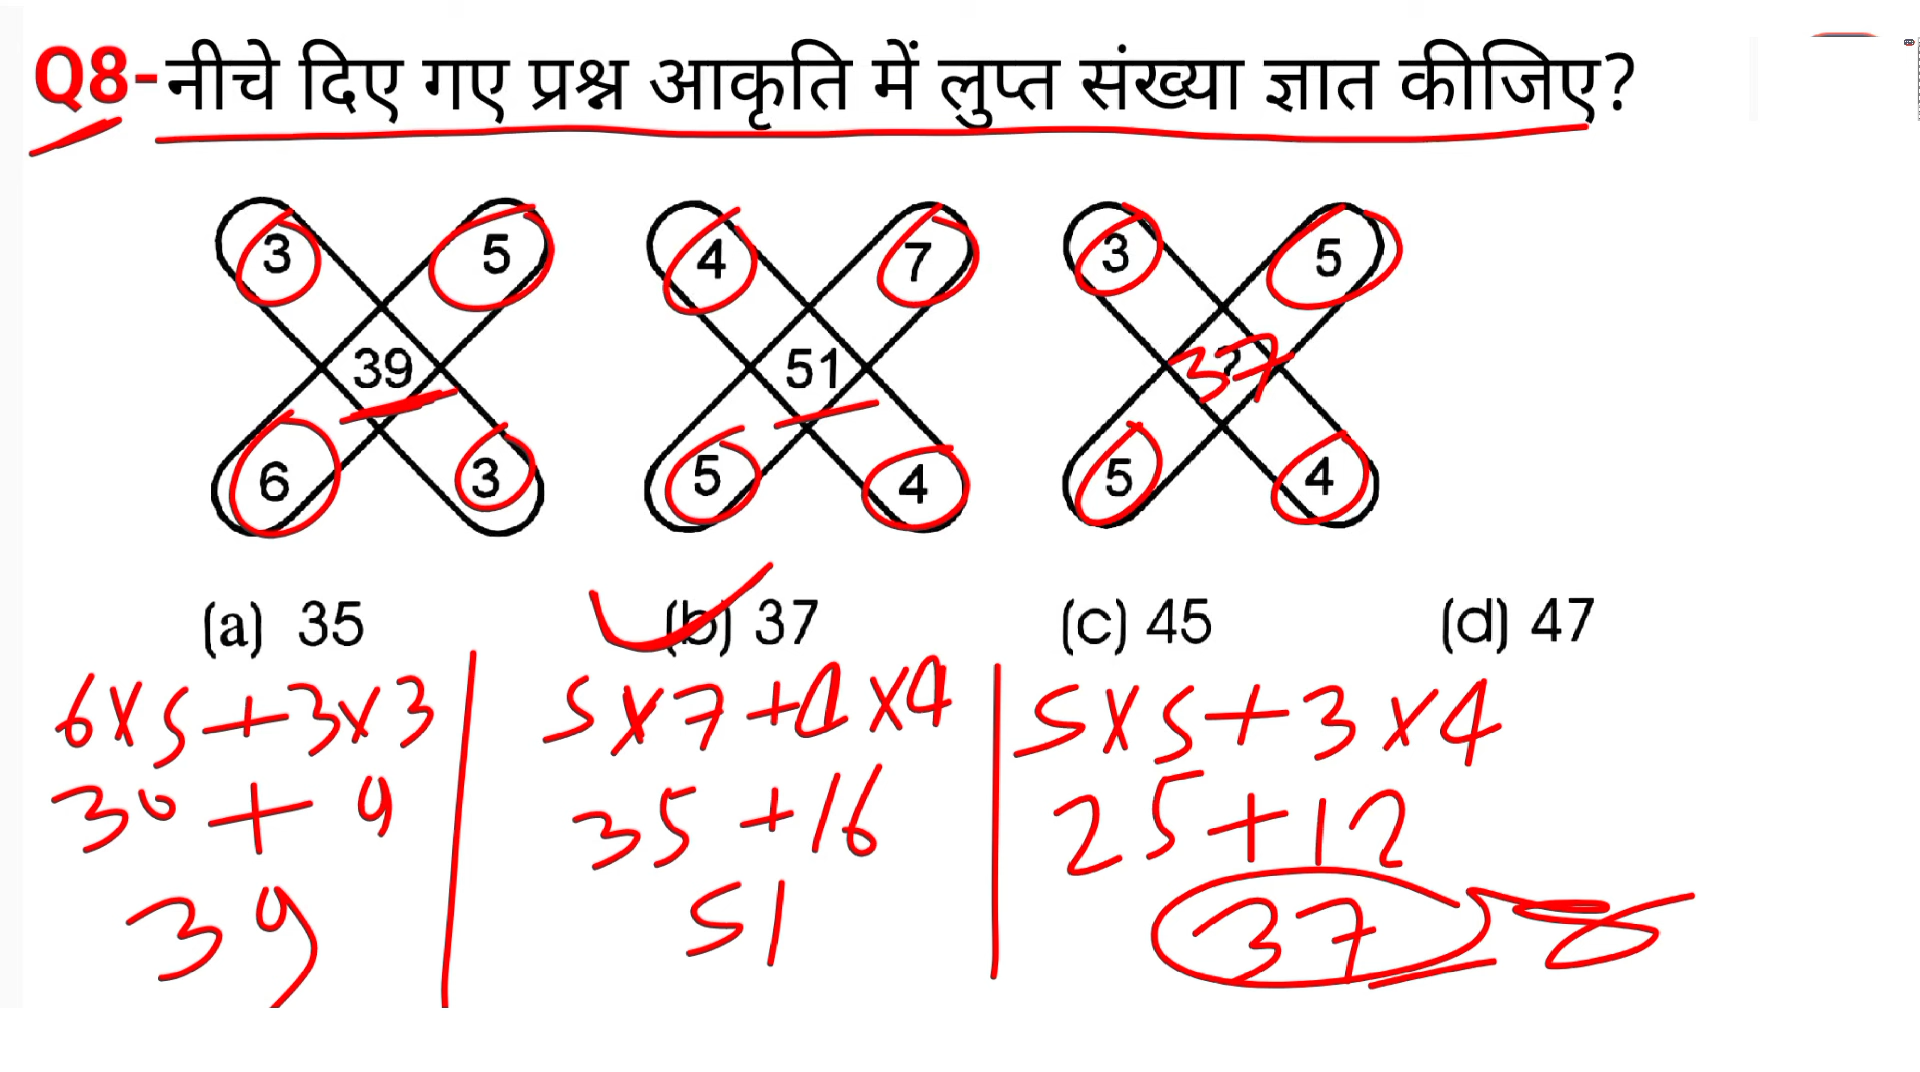 Q8-नीचे दिए गए प्रश्न आकृति में लुप्त संख्या ज्ञात कीजिए?
3 5 4 7 3 5
39 51 ? 37
6 3 5 4 5 4
(a) 35 (b) 37 (c) 45 (d) 47
6×5+3×3 5×7+4×4 5×5+3×4
30+9 35+16 25+12
39 51 37